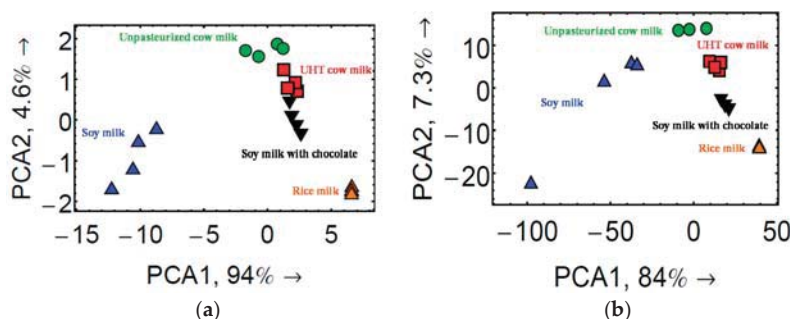 Unpasteurized cow milk
UHT cow milk
Soy milk
Soy milk with chocolate
Rice milk
PCA2, 4.6% →
2
1
0
−1
−2
−15
−10
−5
0
5
PCA1, 94% →
(a)
Unpasteurized cow milk
UHT cow milk
Soy milk
Soy milk with chocolate
Rice milk
PCA2, 7.3% →
10
0
−10
−20
−100
−50
0
50
PCA1, 84% →
(b)